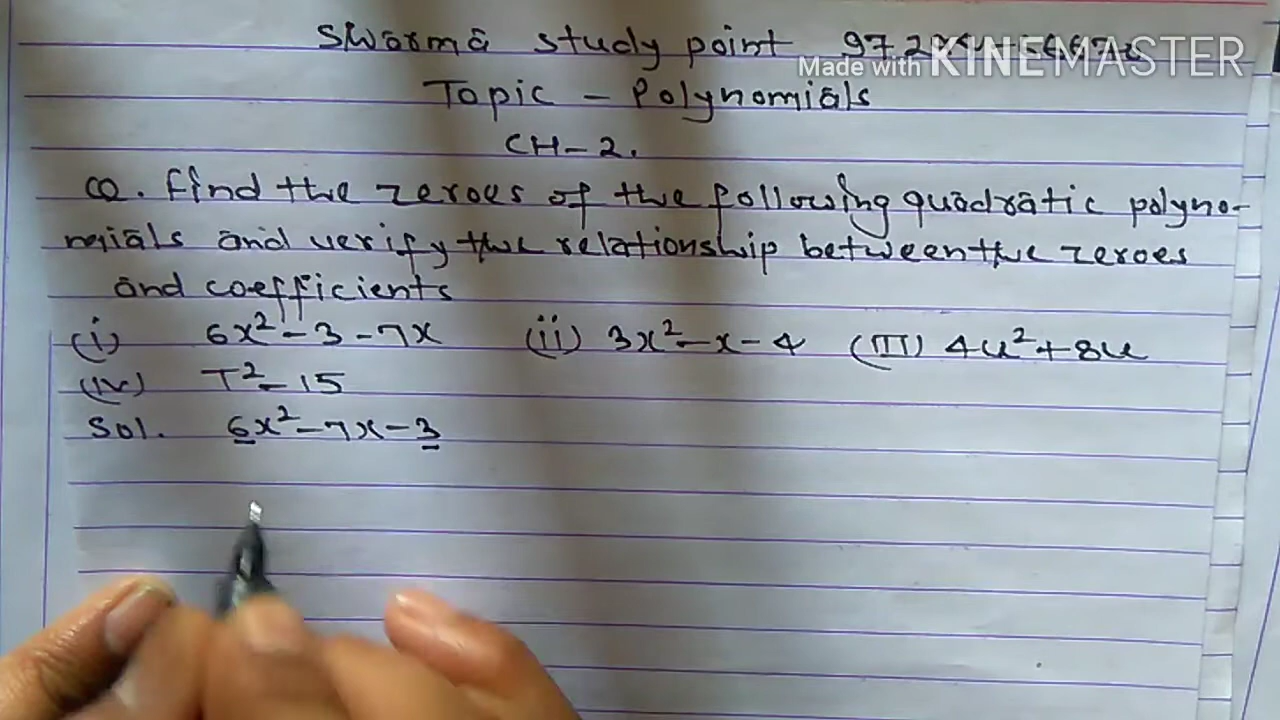 Sharma study point
Made with KINEMASTER
Topic - Polynomials
CH-2.
Q. Find the zeroes of the following quadratic polyno-
mials and verify the relationship between the zeroes
and coefficients
(i) 6x²-3-7x (ii) 3x²-x-4 (III) 4u²+8u
(iv) T²-15
Sol. 6x²-7x-3